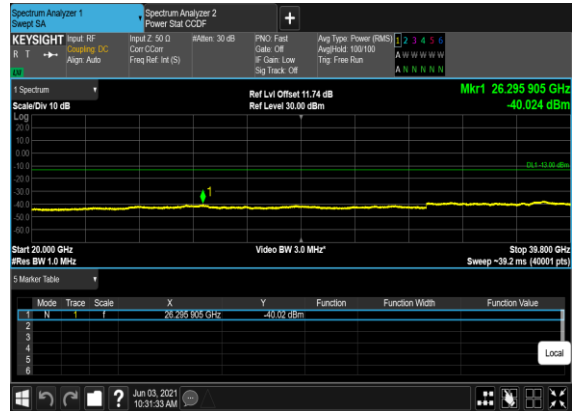 Spectrum Analyzer 1
Swept SA
Spectrum Analyzer 2
Power Stat CCDF
+
KEYSIGHT
R T
Input: RF
Coupling: DC
Align: Auto
Input Z: 50 Ω
Corr CCorr
Freq Ref: Int (S)
#Atten: 30 dB
PNO: Fast
Gate: Off
IF Gain: Low
Sig Track: Off
Avg Type: Power (RMS)
Avg|Hold: 100/100
Trig: Free Run
1 2 3 4 5 6
A W W W W W
A N N N N N
1 Spectrum
Scale/Div 10 dB
Ref Lvl Offset 11.74 dB
Ref Level 30.00 dBm
Mkr1 26.295 905 GHz
-40.024 dBm
Log
20.0
10.0
0.00
-10.0
DL1 -13.00 dBm
-20.0
-30.0
1
-40.0
-50.0
-60.0
Start 20.000 GHz
#Res BW 1.0 MHz
Video BW 3.0 MHz*
Stop 39.800 GHz
Sweep ~39.2 ms (40001 pts)
5 Marker Table
Mode Trace Scale X Y Function Function Width Function Value
1 N 1 f 26.295 905 GHz -40.02 dBm
2
3
4
5
6
Local
?
Jun 03, 2021
10:31:33 AM